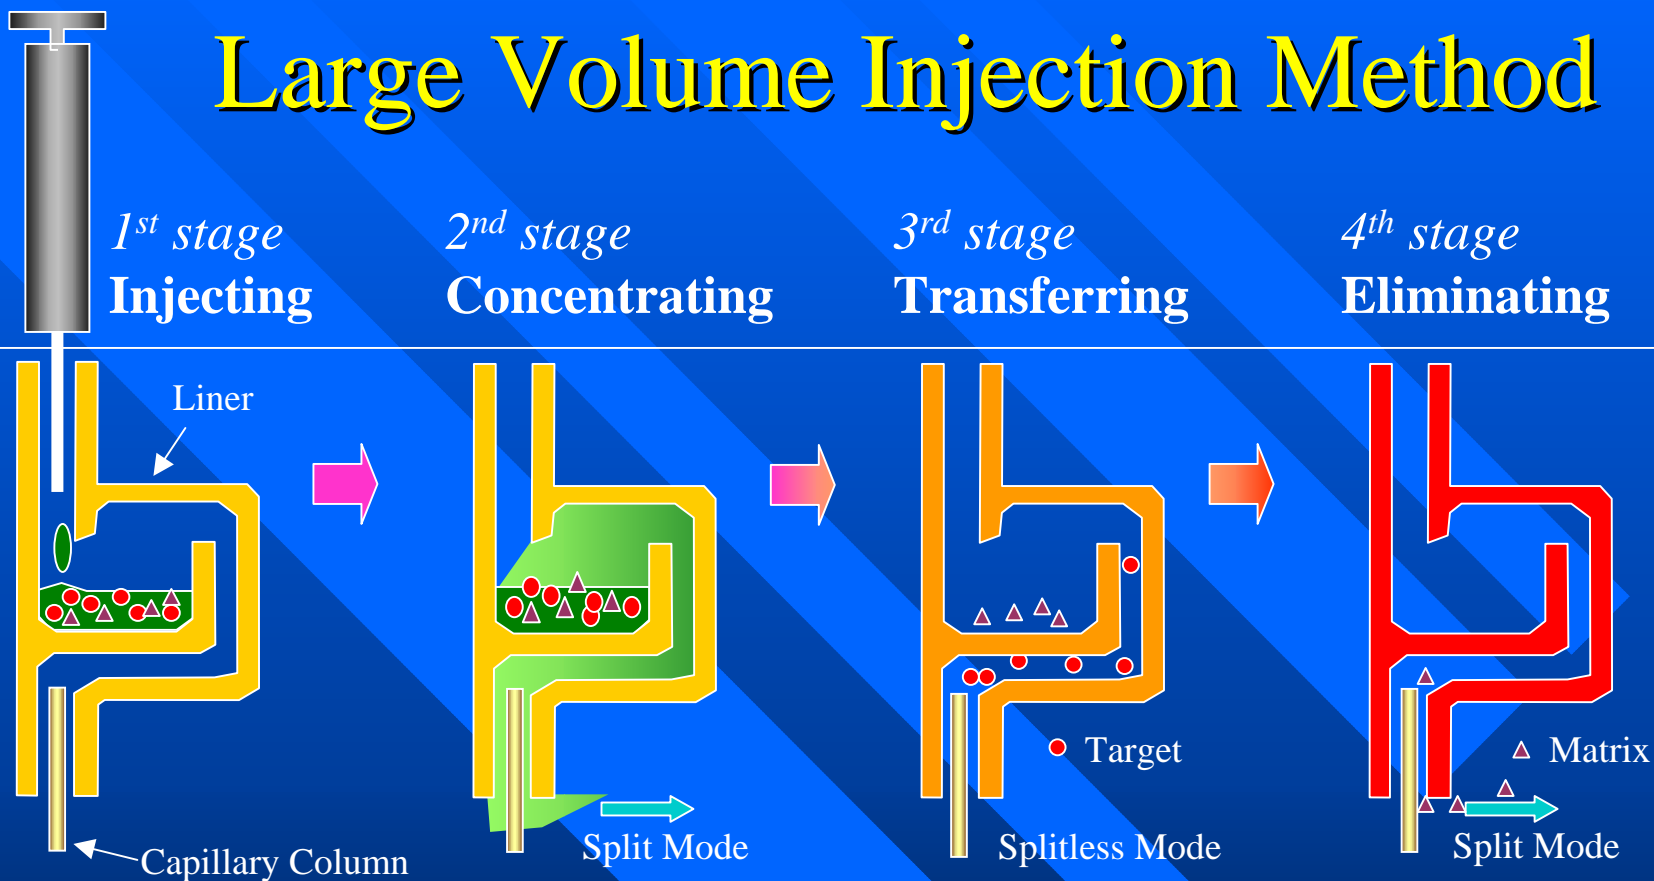 Large Volume Injection Method
1st stage
Injecting
2nd stage
Concentrating
3rd stage
Transferring
4th stage
Eliminating
Liner
Target
Matrix
Capillary Column
Split Mode
Splitless Mode
Split Mode